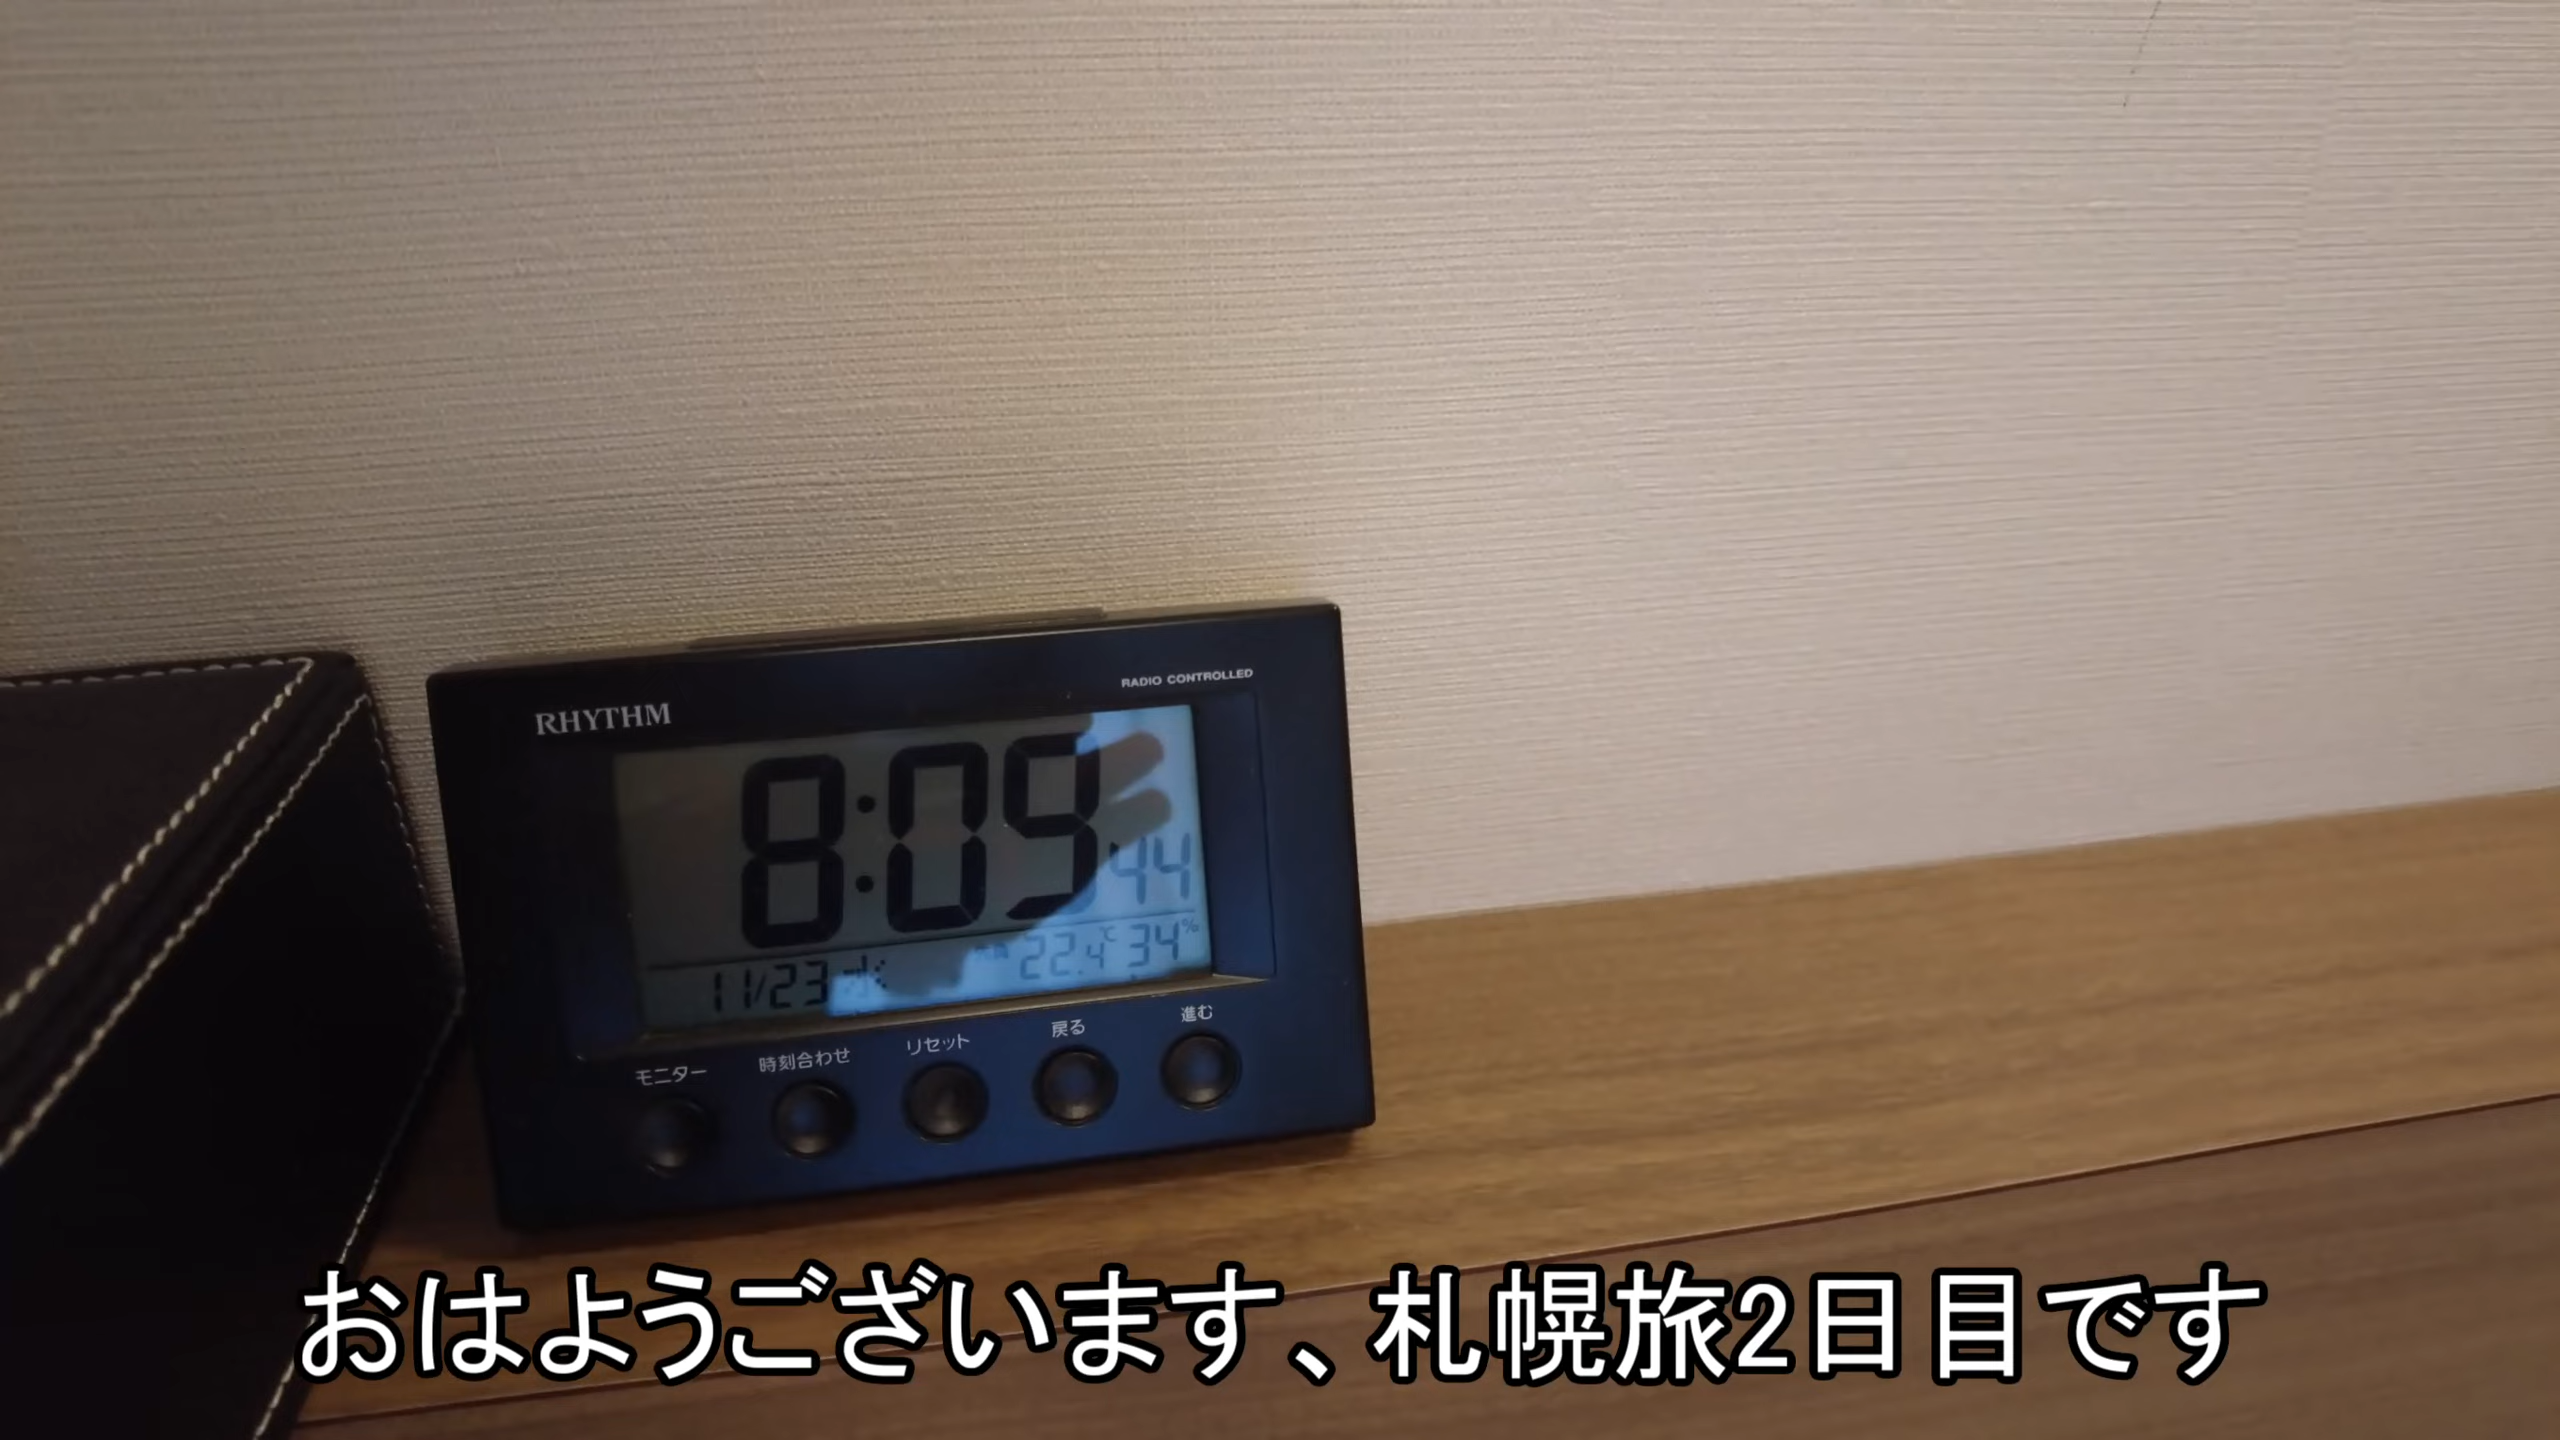 RHYTHM
RADIO CONTROLLED
8:09 44
11/23 水 22.4℃ 34%
モニター 時刻合わせ リセット 戻る 進む
おはようございます、札幌旅2日目です